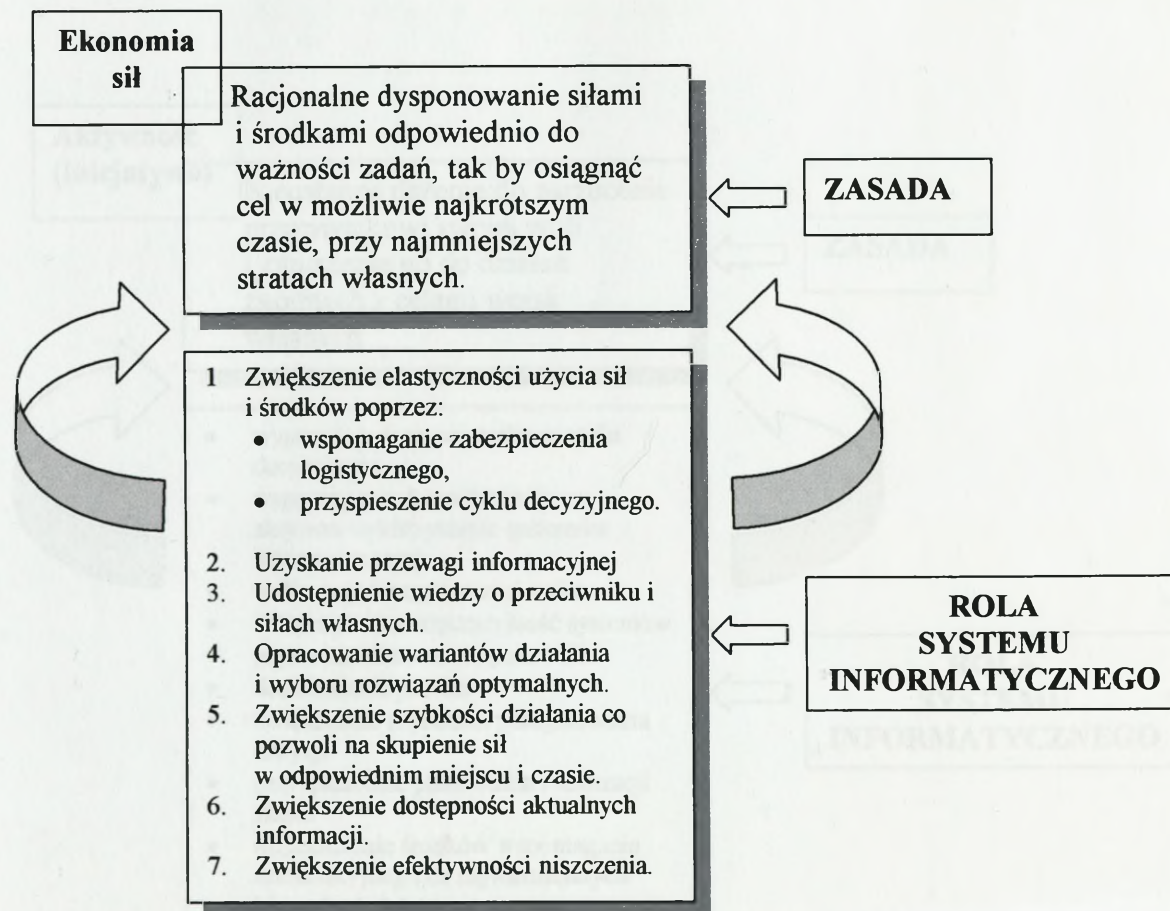 Ekonomia
sił
Racjonalne dysponowanie siłami
i środkami odpowiednio do
ważności zadań, tak by osiągnąć
cel w możliwie najkrótszym
czasie, przy najmniejszych
stratach własnych.
ZASADA
1 Zwiększenie elastyczności użycia sił
i środków poprzez:
• wspomaganie zabezpieczenia
logistycznego,
• przyspieszenie cyklu decyzyjnego.
2. Uzyskanie przewagi informacyjnej
3. Udostępnienie wiedzy o przeciwniku i
siłach własnych.
4. Opracowanie wariantów działania
i wyboru rozwiązań optymalnych.
5. Zwiększenie szybkości działania co
pozwoli na skupienie sił
w odpowiednim miejscu i czasie.
6. Zwiększenie dostępności aktualnych
informacji.
7. Zwiększenie efektywności niszczenia.
ROLA
SYSTEMU
INFORMATYCZNEGO